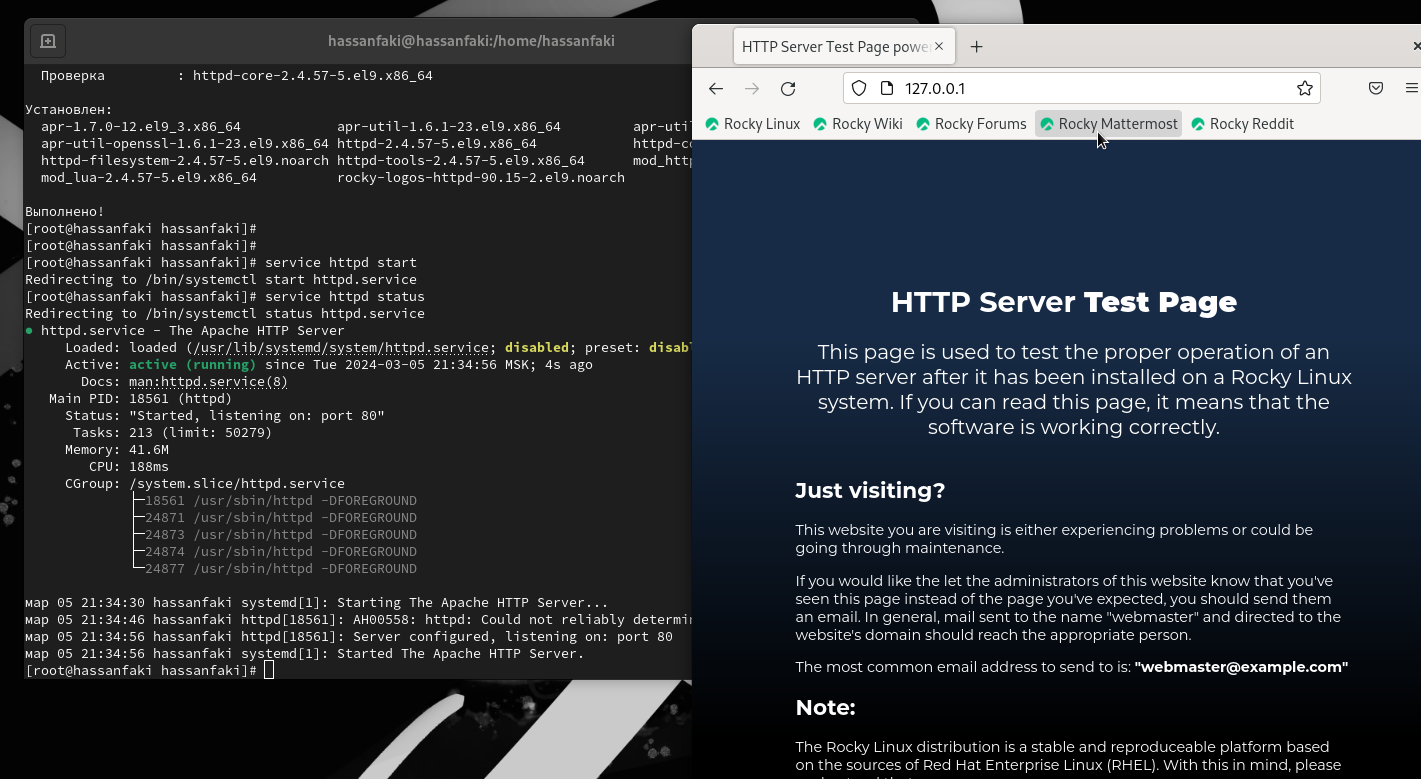 hassanfaki@hassanfaki:/home/hassanfaki
Проверка : httpd-core-2.4.57-5.el9.x86_64
Установлен:
apr-1.7.0-12.el9_3.x86_64 apr-util-1.6.1-23.el9.x86_64 apr-util
apr-util-openssl-1.6.1-23.el9.x86_64 httpd-2.4.57-5.el9.x86_64 httpd-co
httpd-filesystem-2.4.57-5.el9.noarch httpd-tools-2.4.57-5.el9.x86_64 mod_http
mod_lua-2.4.57-5.el9.x86_64 rocky-logos-httpd-90.15-2.el9.noarch
Выполнено!
[root@hassanfaki hassanfaki]#
[root@hassanfaki hassanfaki]#
[root@hassanfaki hassanfaki]# service httpd start
Redirecting to /bin/systemctl start httpd.service
[root@hassanfaki hassanfaki]# service httpd status
Redirecting to /bin/systemctl status httpd.service
● httpd.service - The Apache HTTP Server
Loaded: loaded (/usr/lib/systemd/system/httpd.service; disabled; preset: disabl
Active: active (running) since Tue 2024-03-05 21:34:56 MSK; 4s ago
Docs: man:httpd.service(8)
Main PID: 18561 (httpd)
Status: "Started, listening on: port 80"
Tasks: 213 (limit: 50279)
Memory: 41.6M
CPU: 188ms
CGroup: /system.slice/httpd.service
├─18561 /usr/sbin/httpd -DFOREGROUND
├─24871 /usr/sbin/httpd -DFOREGROUND
├─24873 /usr/sbin/httpd -DFOREGROUND
├─24874 /usr/sbin/httpd -DFOREGROUND
└─24877 /usr/sbin/httpd -DFOREGROUND
мар 05 21:34:30 hassanfaki systemd[1]: Starting The Apache HTTP Server...
мар 05 21:34:46 hassanfaki httpd[18561]: AH00558: httpd: Could not reliably determin
мар 05 21:34:56 hassanfaki httpd[18561]: Server configured, listening on: port 80
мар 05 21:34:56 hassanfaki systemd[1]: Started The Apache HTTP Server.
[root@hassanfaki hassanfaki]#
HTTP Server Test Page powe
127.0.0.1
Rocky Linux Rocky Wiki Rocky Forums Rocky Mattermost Rocky Reddit
HTTP Server Test Page
This page is used to test the proper operation of an
HTTP server after it has been installed on a Rocky Linux
system. If you can read this page, it means that the
software is working correctly.
Just visiting?
This website you are visiting is either experiencing problems or could be
going through maintenance.
If you would like the let the administrators of this website know that you've
seen this page instead of the page you've expected, you should send them
an email. In general, mail sent to the name "webmaster" and directed to the
website's domain should reach the appropriate person.
The most common email address to send to is: "webmaster@example.com"
Note:
The Rocky Linux distribution is a stable and reproduceable platform based
on the sources of Red Hat Enterprise Linux (RHEL). With this in mind, please